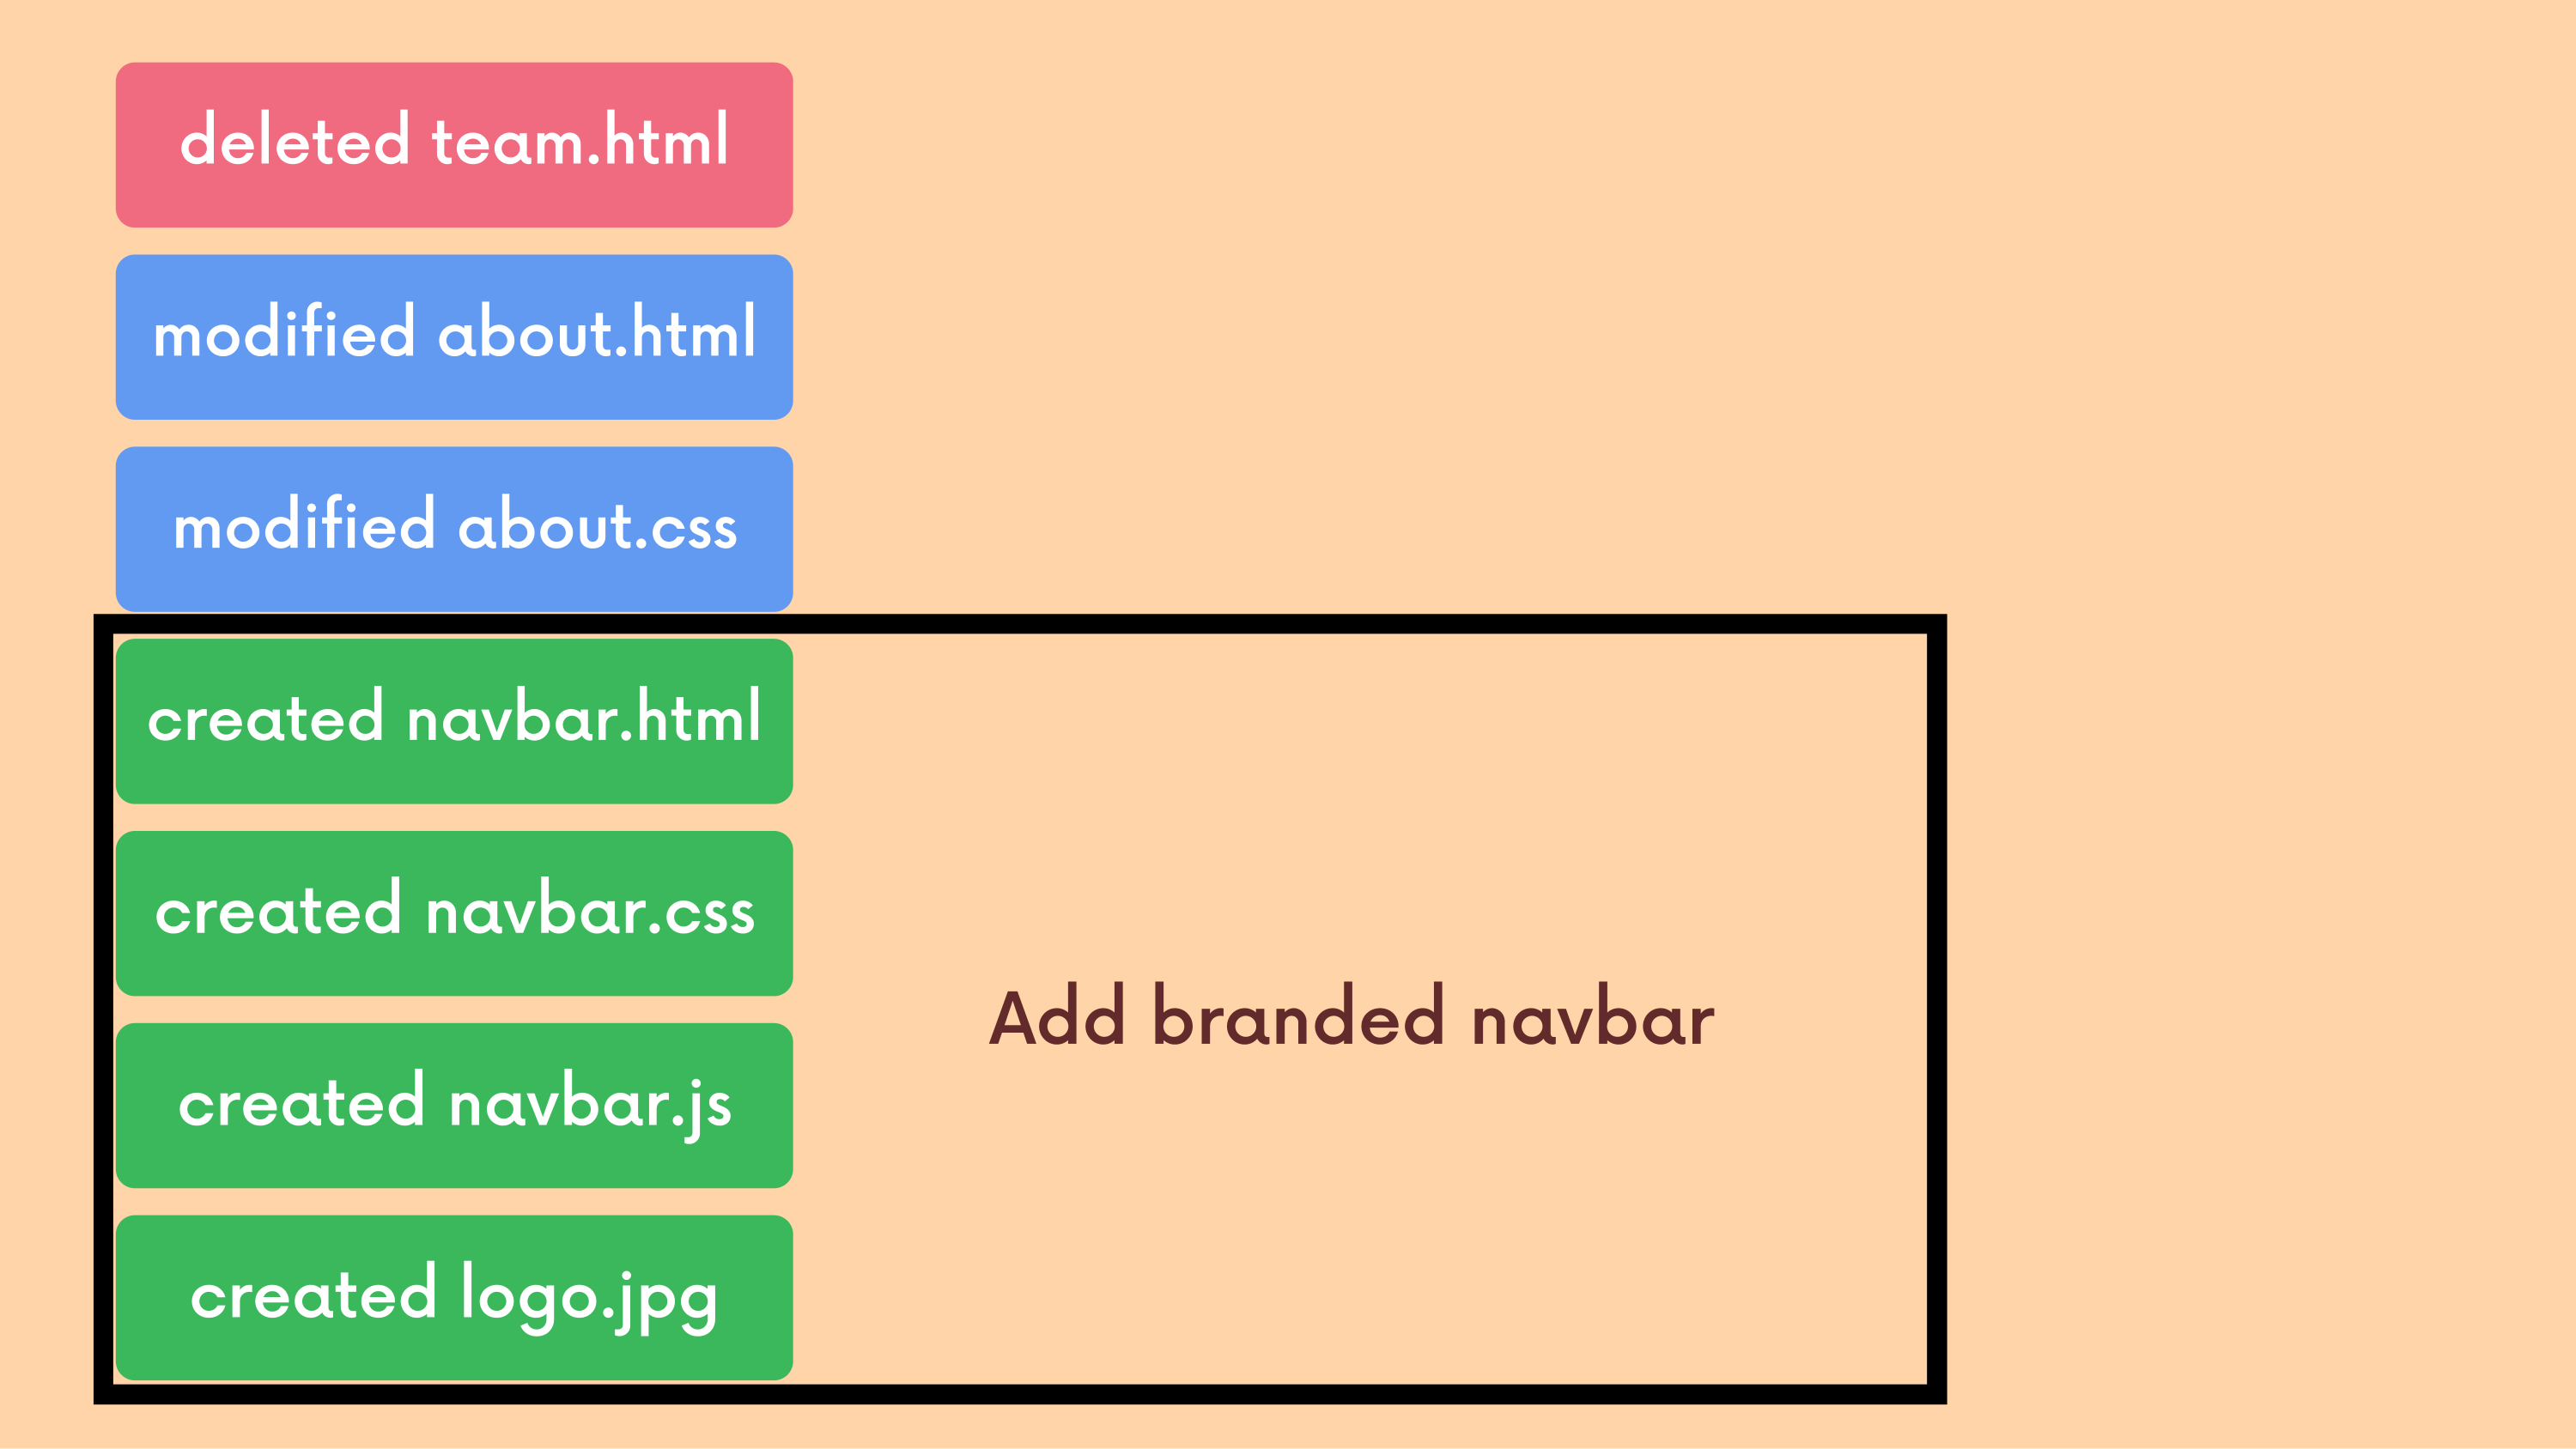 deleted team.html
modified about.html
modified about.css
created navbar.html
created navbar.css
Add branded navbar
created navbar.js
created logo.jpg